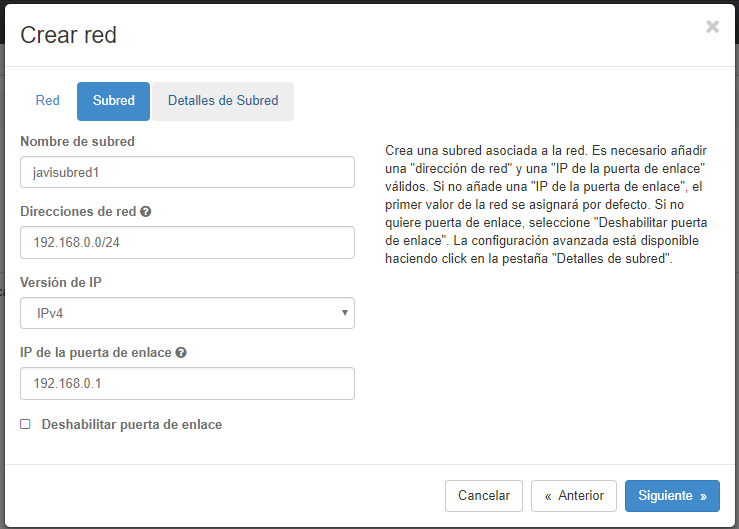 Crear red
×
Red
Subred
Detalles de Subred
Nombre de subred
javisubred1
Direcciones de red
192.168.0.0/24
Versión de IP
IPv4
IP de la puerta de enlace
192.168.0.1
Deshabilitar puerta de enlace
Crea una subred asociada a la red. Es necesario añadir
una "dirección de red" y una "IP de la puerta de enlace"
válidos. Si no añade una "IP de la puerta de enlace", el
primer valor de la red se asignará por defecto. Si no
quiere puerta de enlace, seleccione "Deshabilitar puerta
de enlace". La configuración avanzada está disponible
haciendo click en la pestaña "Detalles de subred".
Cancelar
« Anterior
Siguiente »